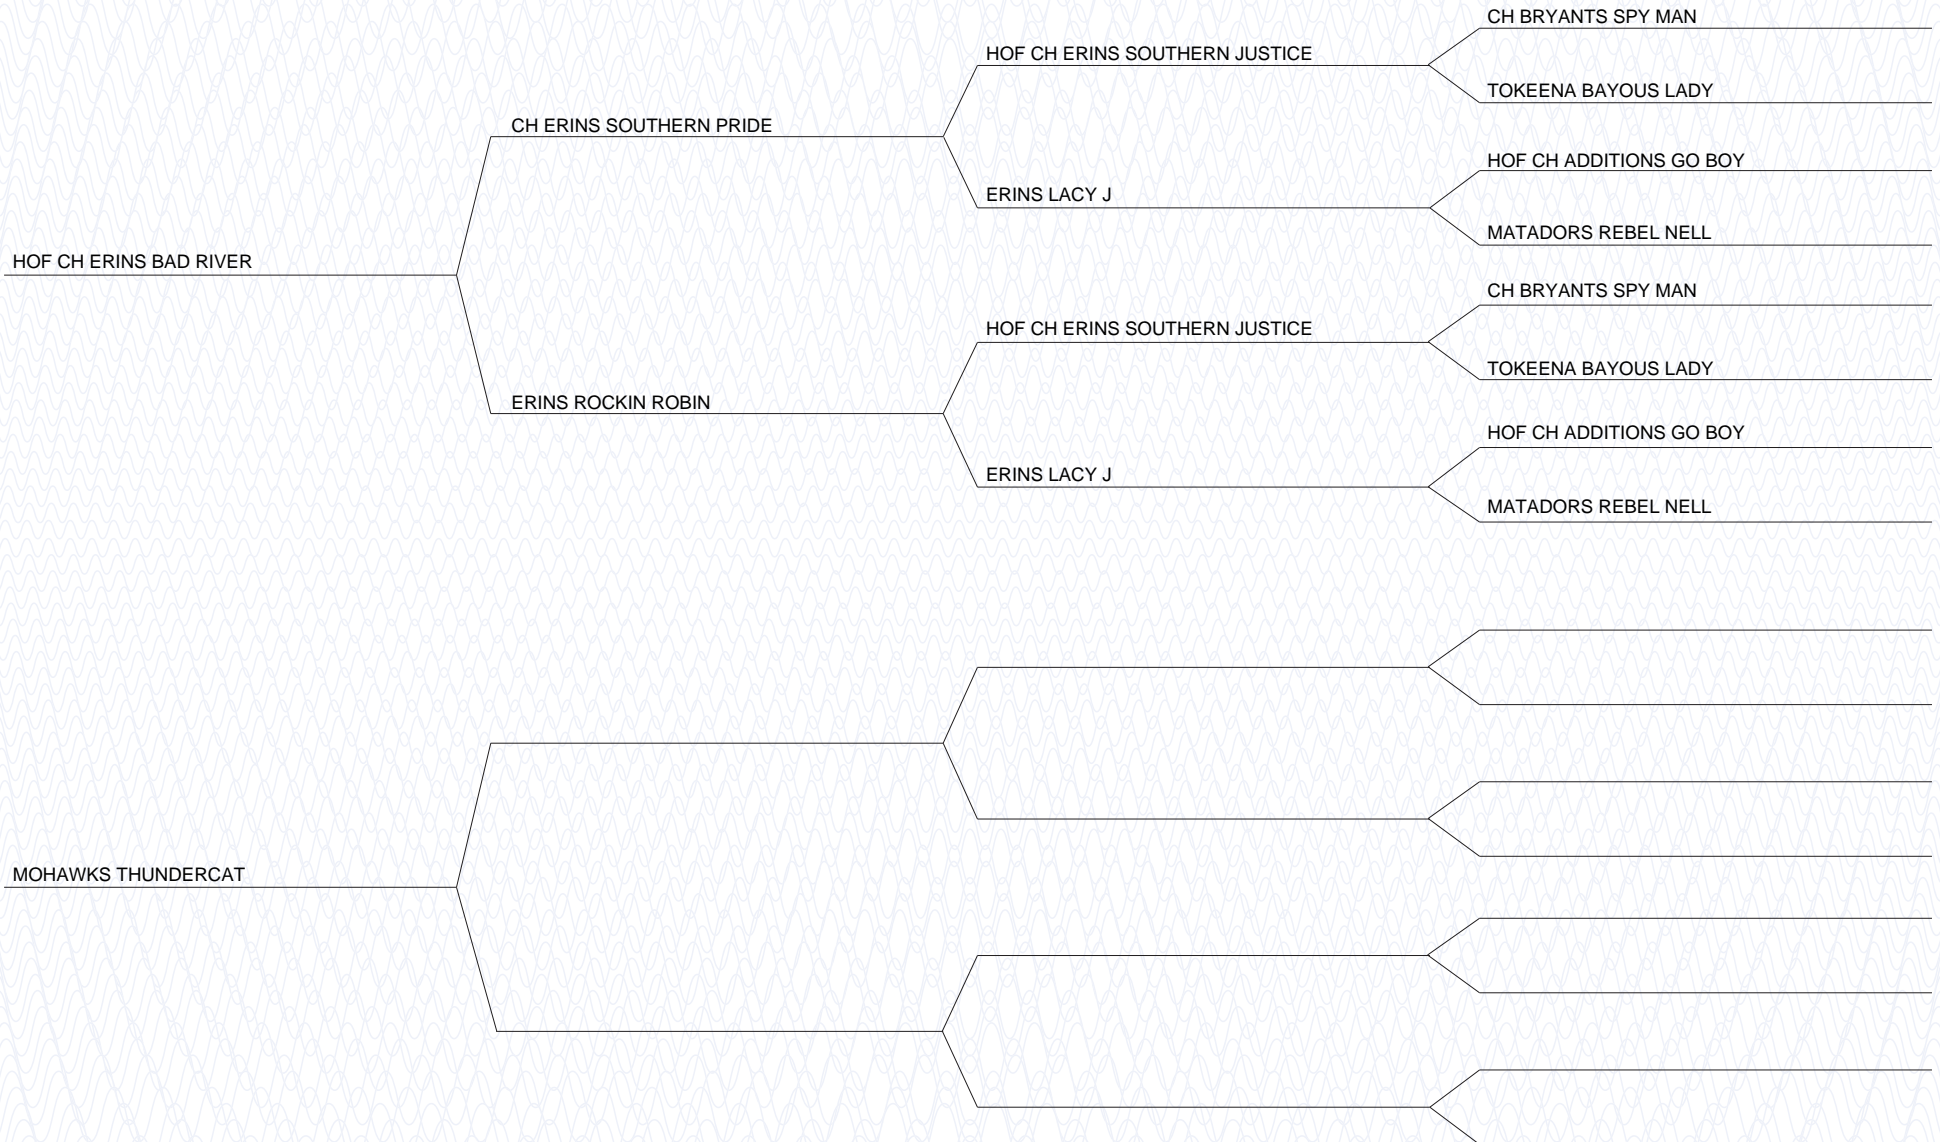 CH BRYANTS SPY MAN
HOF CH ERINS SOUTHERN JUSTICE
TOKEENA BAYOUS LADY
CH ERINS SOUTHERN PRIDE
HOF CH ADDITIONS GO BOY
ERINS LACY J
MATADORS REBEL NELL
HOF CH ERINS BAD RIVER
CH BRYANTS SPY MAN
HOF CH ERINS SOUTHERN JUSTICE
TOKEENA BAYOUS LADY
ERINS ROCKIN ROBIN
HOF CH ADDITIONS GO BOY
ERINS LACY J
MATADORS REBEL NELL
MOHAWKS THUNDERCAT